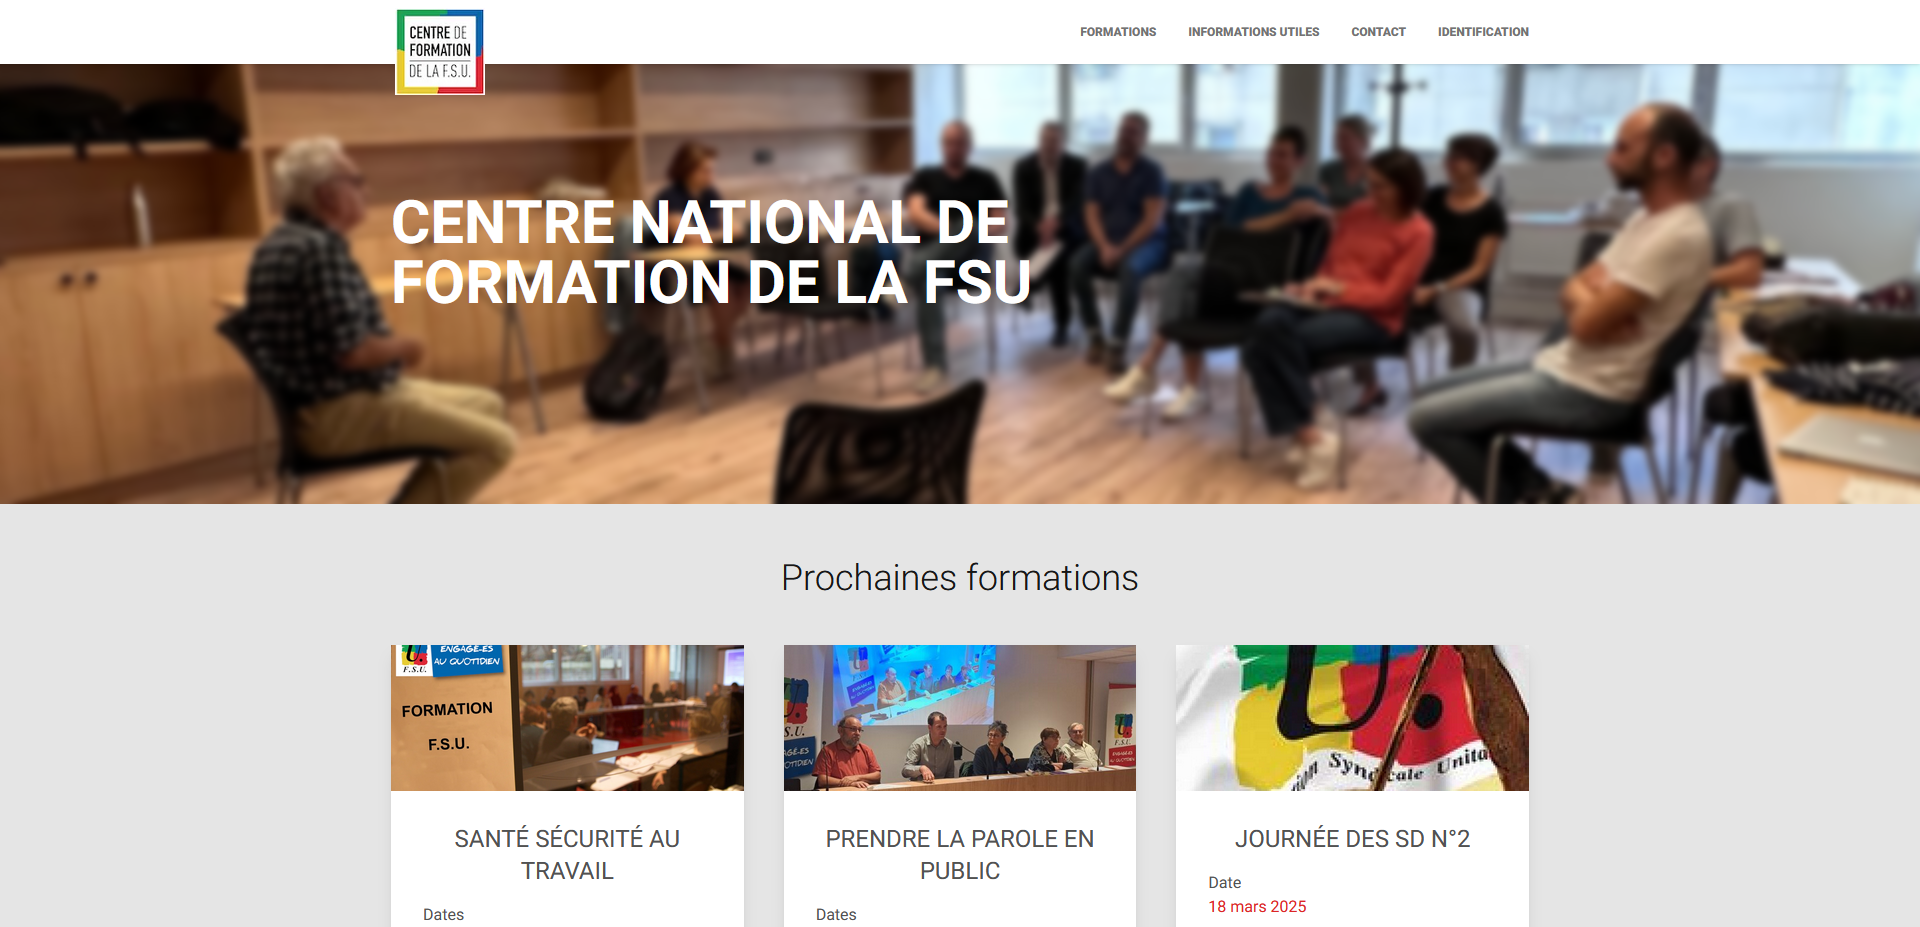 CENTRE DE
FORMATION
DE LA F.S.U.
FORMATIONS
INFORMATIONS UTILES
CONTACT
IDENTIFICATION
CENTRE NATIONAL DE
FORMATION DE LA FSU
Prochaines formations
ENGAGÉ·ES
AU QUOTIDIEN
F.S.U.
FORMATION
F.S.U.
SANTÉ SÉCURITÉ AU
TRAVAIL
Dates
PRENDRE LA PAROLE EN
PUBLIC
Dates
Syndicale Unita
JOURNÉE DES SD N°2
Date
18 mars 2025